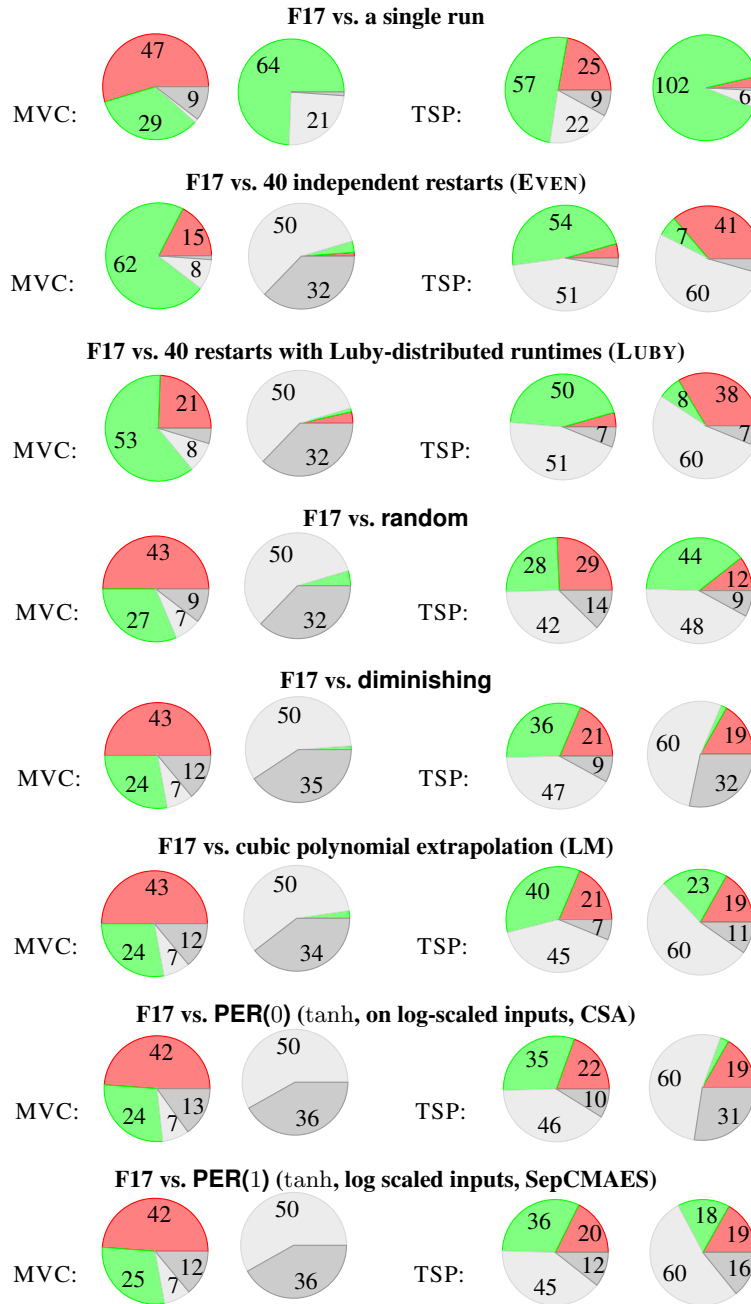 F17 vs. a single run
47 64 57 25 102
MVC: 9 TSP: 9 6
29 21 22
F17 vs. 40 independent restarts (EVEN)
15 50 54 7 41
62 8
MVC: 32 TSP: 51 60
F17 vs. 40 restarts with Luby-distributed runtimes (LUBY)
21 50 50 8 38
53 8 7 7
MVC: 32 TSP: 51 60
F17 vs. random
43 50 28 29 44 12
MVC: 9 TSP: 14 9
27 7 32 42 48
F17 vs. diminishing
43 50 36 21 60 19
MVC: 12 TSP: 9
24 7 35 47 32
F17 vs. cubic polynomial extrapolation (LM)
43 50 40 21 23 19
MVC: 12 TSP: 7 11
24 7 34 45 60
F17 vs. PER(0) (tanh, on log-scaled inputs, CSA)
42 50 35 22 60 19
MVC: 13 TSP: 10
24 7 36 46 31
F17 vs. PER(1) (tanh, log scaled inputs, SepCMAES)
42 50 36 20 18 19
MVC: 12 TSP: 12 16
25 7 36 45 60